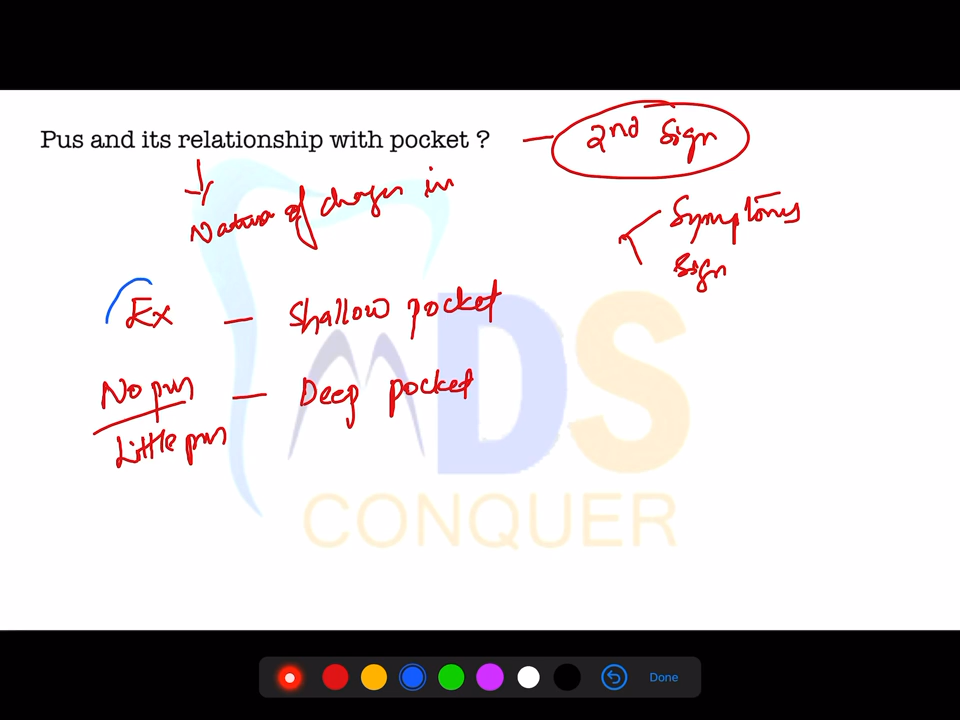 Pus and its relationship with pocket ?
2nd Sign
Nature of changes in
Symptoms
Sign
Ex — Shallow pocket
No pus — Deep pocket
Little pus
MDS
CONQUER
Done